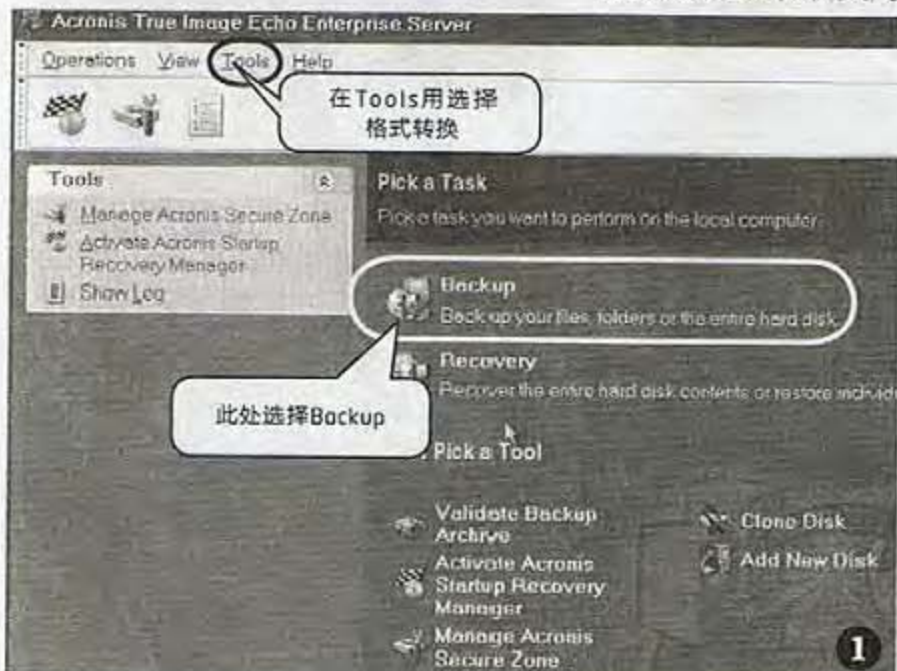 Acronis True Image Echo Enterprise Server
Operations View Tools Help
在Tools用选择
格式转换
Tools
Manage Acronis Secure Zone
Activate Acronis Startup
Recovery Manager
Show Log
Pick a Task
Pick a task you want to perform on the local computer
Backup
Back up your files, folders or the entire hard disk
Recovery
Recover the entire hard disk contents or restore individ
此处选择Backup
Pick a Tool
Validate Backup
Archive
Activate Acronis
Startup Recovery
Manager
Manage Acronis
Secure Zone
Clone Disk
Add New Disk
1